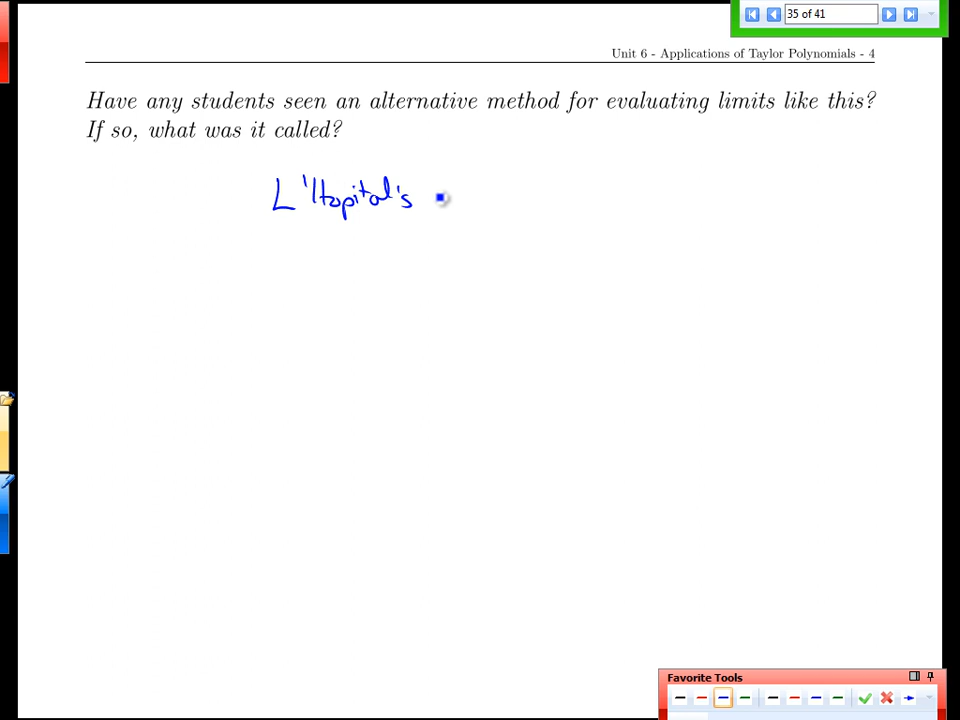 35 of 41
Unit 6 - Applications of Taylor Polynomials - 4
Have any students seen an alternative method for evaluating limits like this?
If so, what was it called?
L'Hopital's
Favorite Tools